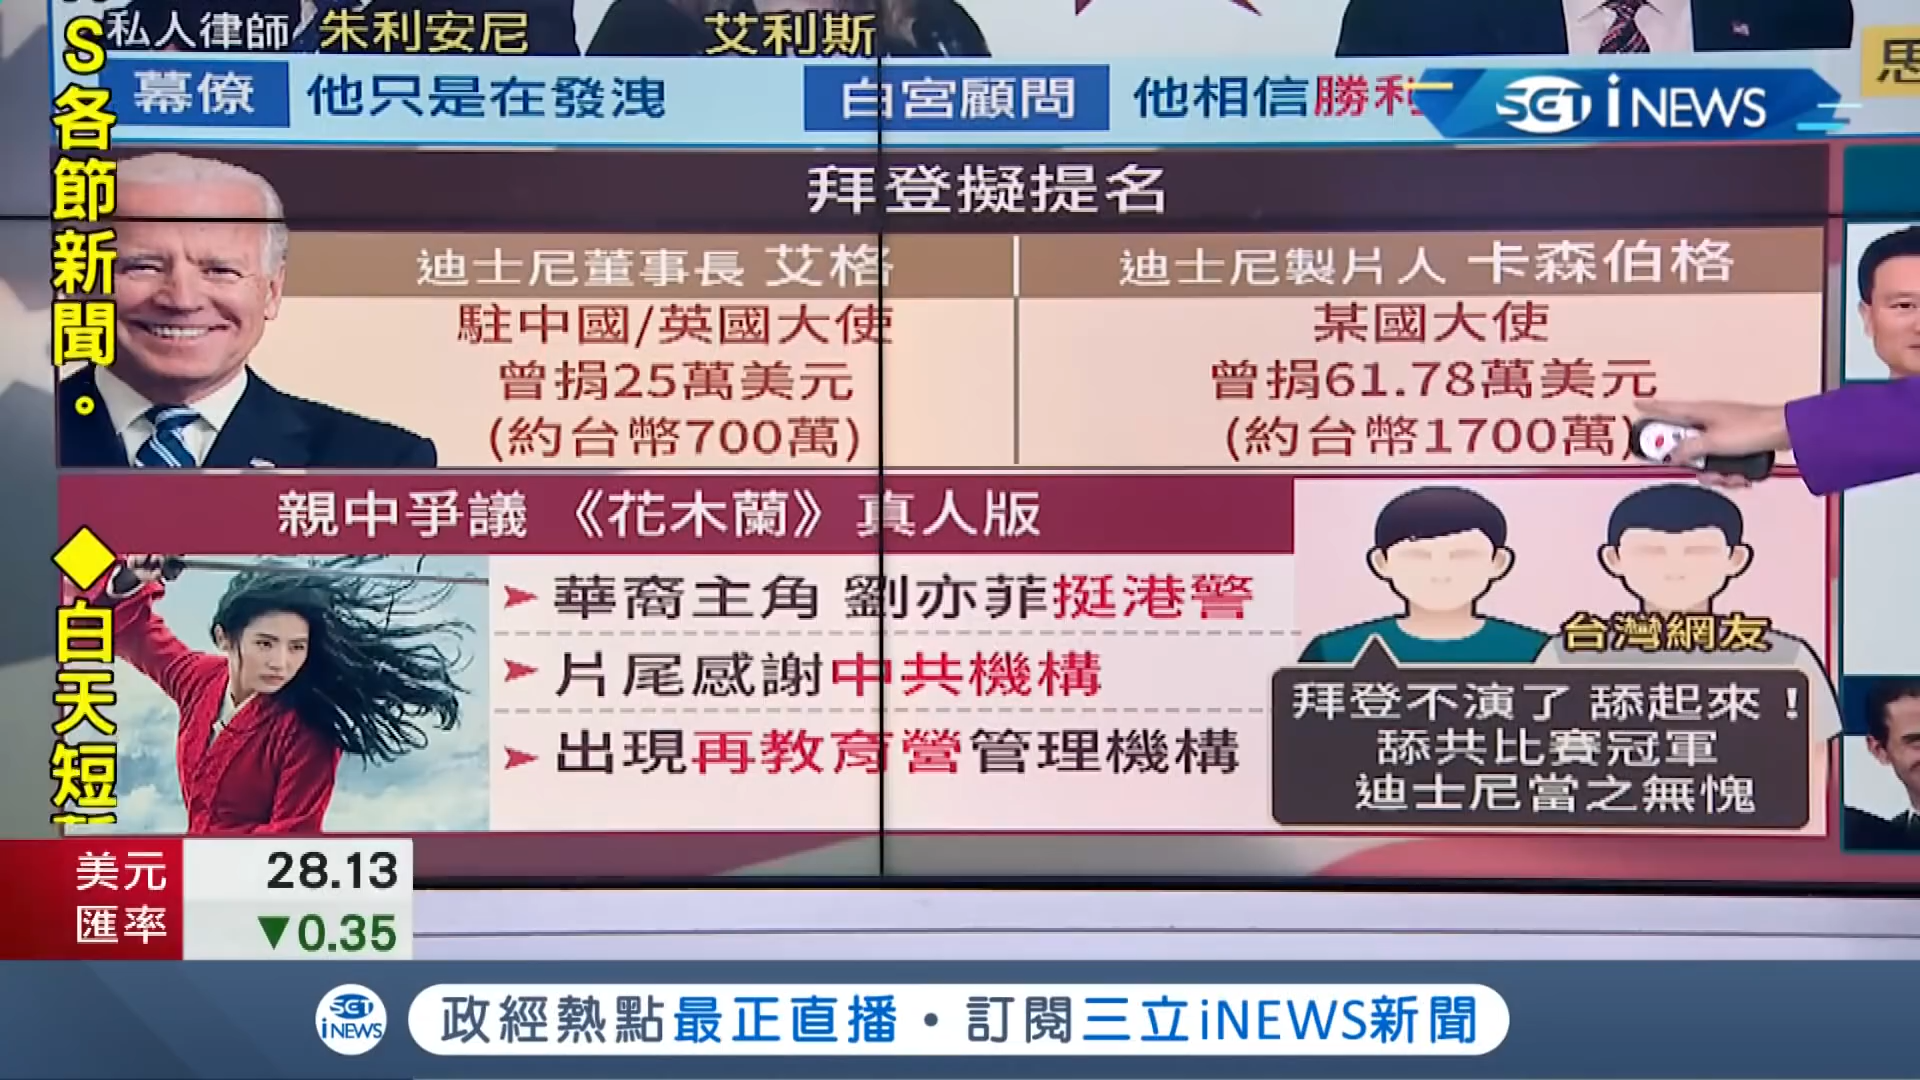 S各節新聞。
◆白天短
私人律師 朱利安尼
艾利斯
幕僚 他只是在發洩
白宮顧問 他相信勝利
SET iNEWS
拜登擬提名
迪士尼董事長 艾格
駐中國/英國大使
曾捐25萬美元
(約台幣700萬)
迪士尼製片人 卡森伯格
某國大使
曾捐61.78萬美元
(約台幣1700萬)
親中爭議 《花木蘭》真人版
華裔主角 劉亦菲挺港警
片尾感謝中共機構
出現再教育營管理機構
台灣網友
拜登不演了 舔起來！
舔共比賽冠軍
迪士尼當之無愧
美元
匯率
28.13
▼0.35
SET
iNEWS
政經熱點最正直播・訂閱三立iNEWS新聞